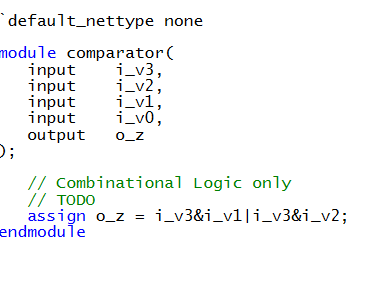 `default_nettype none
module comparator(
input i_v3,
input i_v2,
input i_v1,
input i_v0,
output o_z
);
// Combinational Logic only
// TODO
assign o_z = i_v3&i_v1|i_v3&i_v2;
endmodule